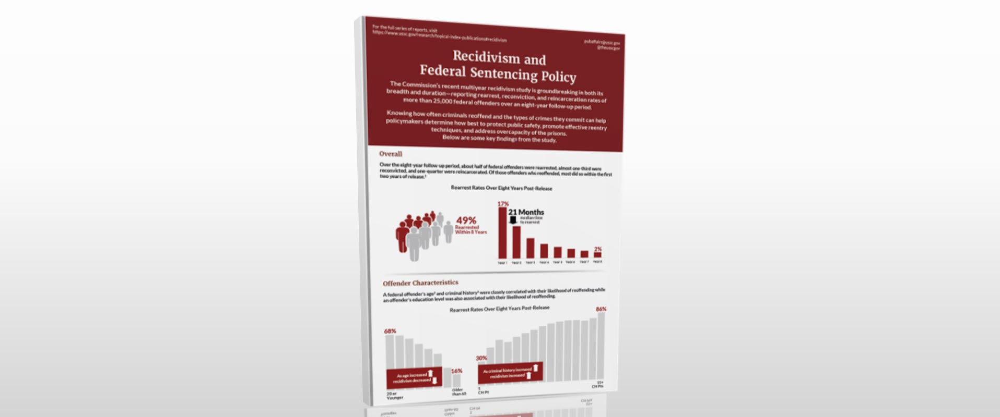 For the full series of reports, visit
https://www.ussc.gov/research/topical-index-publications#recidivism
pubaffairs@ussc.gov
@theusscgov
Recidivism and
Federal Sentencing Policy
The Commission's recent multiyear recidivism study is groundbreaking in both its
breadth and duration—reporting rearrest, reconviction, and reincarceration rates of
more than 25,000 federal offenders over an eight-year follow-up period.
Knowing how often criminals reoffend and the types of crimes they commit can help
policymakers determine how best to protect public safety, promote effective reentry
techniques, and address overcapacity of the prisons.
Below are some key findings from the study.
Overall
Over the eight-year follow-up period, about half of federal offenders were rearrested, almost one-third were
reconvicted, and one-quarter were reincarcerated. Of those offenders who reoffended, most did so within the first
two years of release.¹
Rearrest Rates Over Eight Years Post-Release
49%
Rearrested
Within 8 Years
17%
21 Months
median time
to rearrest
2%
Year 1 Year 2 Year 3 Year 4 Year 5 Year 6 Year 7 Year 8
Offender Characteristics
A federal offender's age² and criminal history³ were closely correlated with their likelihood of reoffending while
an offender's education level was also associated with their likelihood of reoffending.
Rearrest Rates Over Eight Years Post-Release
68%
16%
As age increased
recidivism decreased
20 or
Younger
Older
than 60
30%
86%
As criminal history increased
recidivism increased
1
CH Pt
15+
CH Pts